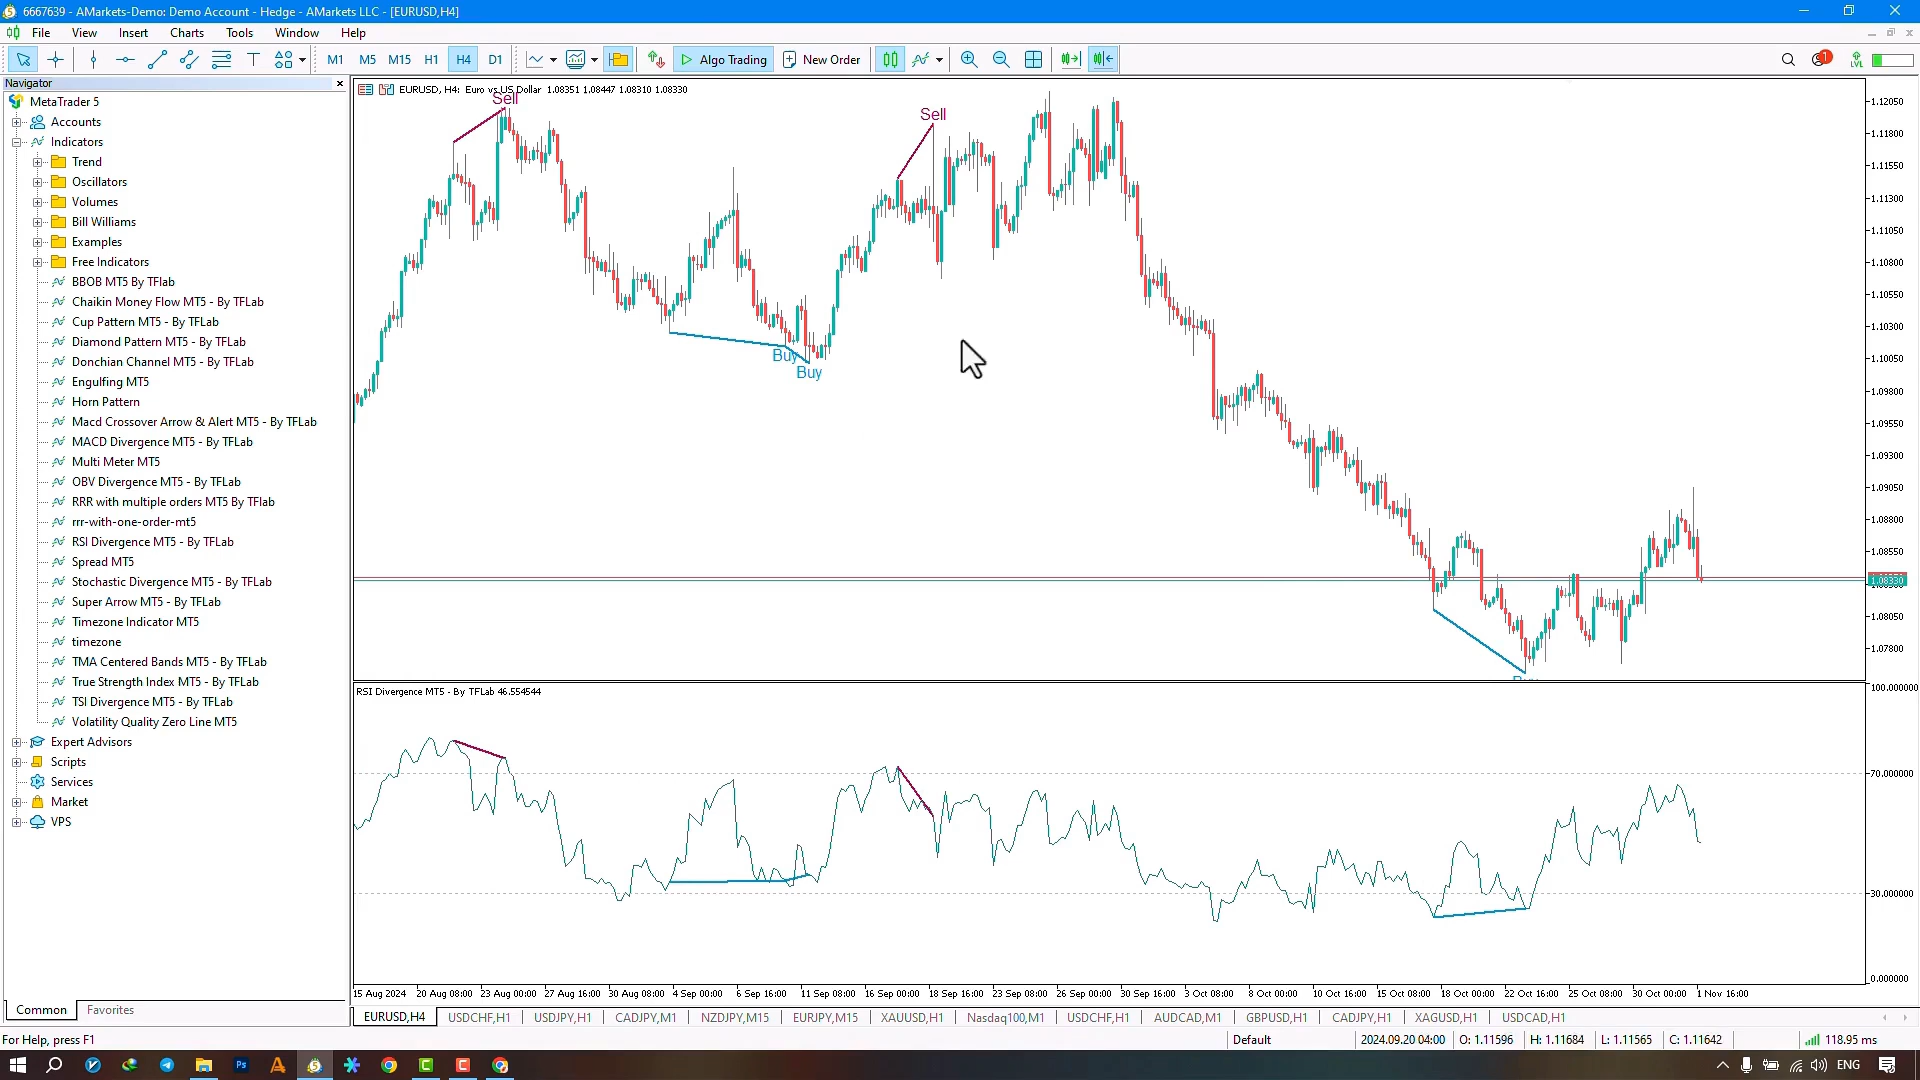 6667639 - AMarkets-Demo: Demo Account - Hedge - AMarkets LLC - [EURUSD,H4]
File View Insert Charts Tools Window Help
M1 M5 M15 H1 H4 D1 Algo Trading New Order 1 LVL
Navigator
MetaTrader 5
Accounts
Indicators
Trend
Oscillators
Volumes
Bill Williams
Examples
Free Indicators
BBOB MT5 By TFLab
Chaikin Money Flow MT5 - By TFLab
Cup Pattern MT5 - By TFLab
Diamond Pattern MT5 - By TFLab
Donchian Channel MT5 - By TFLab
Engulfing MT5
Horn Pattern
Macd Crossover Arrow & Alert MT5 - By TFLab
MACD Divergence MT5 - By TFLab
Multi Meter MT5
OBV Divergence MT5 - By TFLab
RRR with multiple orders MT5 By TFlab
rrr-with-one-order-mt5
RSI Divergence MT5 - By TFLab
Spread MT5
Stochastic Divergence MT5 - By TFLab
Super Arrow MT5 - By TFLab
Timezone Indicator MT5
timezone
TMA Centered Bands MT5 - By TFLab
True Strength Index MT5 - By TFLab
TSI Divergence MT5 - By TFLab
Volatility Quality Zero Line MT5
Expert Advisors
Scripts
Services
Market
VPS
Common Favorites
EURUSD, H4: Euro vs US Dollar 1.08351 1.08447 1.08310 1.08330
Sell
Sell
Buy
Buy
1.12050
1.11800
1.11550
1.11300
1.11050
1.10800
1.10550
1.10300
1.10050
1.09800
1.09550
1.09300
1.09050
1.08800
1.08550
1.08330
1.08050
1.07800
RSI Divergence MT5 - By TFLab 46.554544
100.000000
70.000000
30.000000
0.000000
15 Aug 2024 20 Aug 08:00 23 Aug 00:00 27 Aug 16:00 30 Aug 08:00 4 Sep 00:00 6 Sep 16:00 11 Sep 08:00 16 Sep 00:00 18 Sep 16:00 23 Sep 08:00 26 Sep 00:00 30 Sep 16:00 3 Oct 08:00 8 Oct 00:00 10 Oct 16:00 15 Oct 08:00 18 Oct 00:00 22 Oct 16:00 25 Oct 08:00 30 Oct 00:00 1 Nov 16:00
EURUSD,H4 USDCHF,H1 USDJPY,H1 CADJPY,M1 NZDJPY,M15 EURJPY,M15 XAUUSD,H1 Nasdaq100,M1 USDCHF,H1 AUDCAD,M1 GBPUSD,H1 CADJPY,H1 XAGUSD,H1 USDCAD,H1
For Help, press F1 Default 2024.09.20 04:00 O: 1.11596 H: 1.11684 L: 1.11565 C: 1.11642 118.95 ms
ENG